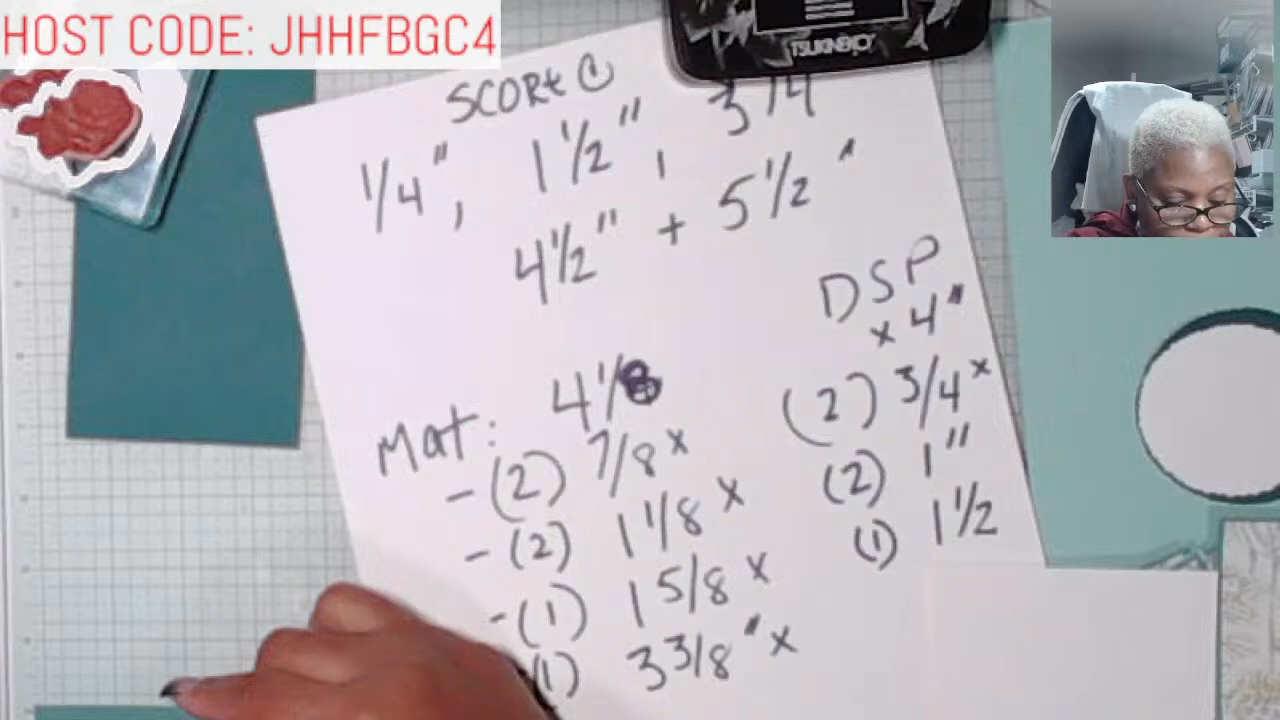 HOST CODE: JHHFBGC4
TSUKINEKO
SCORE @
1/4", 1 1/2", 3 1/4
4 1/2" + 5 1/2"
DSP
x 4"
(2) 3/4 x
(2) 1"
(1) 1 1/2
Mat: 4 1/8
- (2) 7/8 x
- (2) 1 1/8 x
- (1) 1 5/8 x
(1) 3 3/8" x